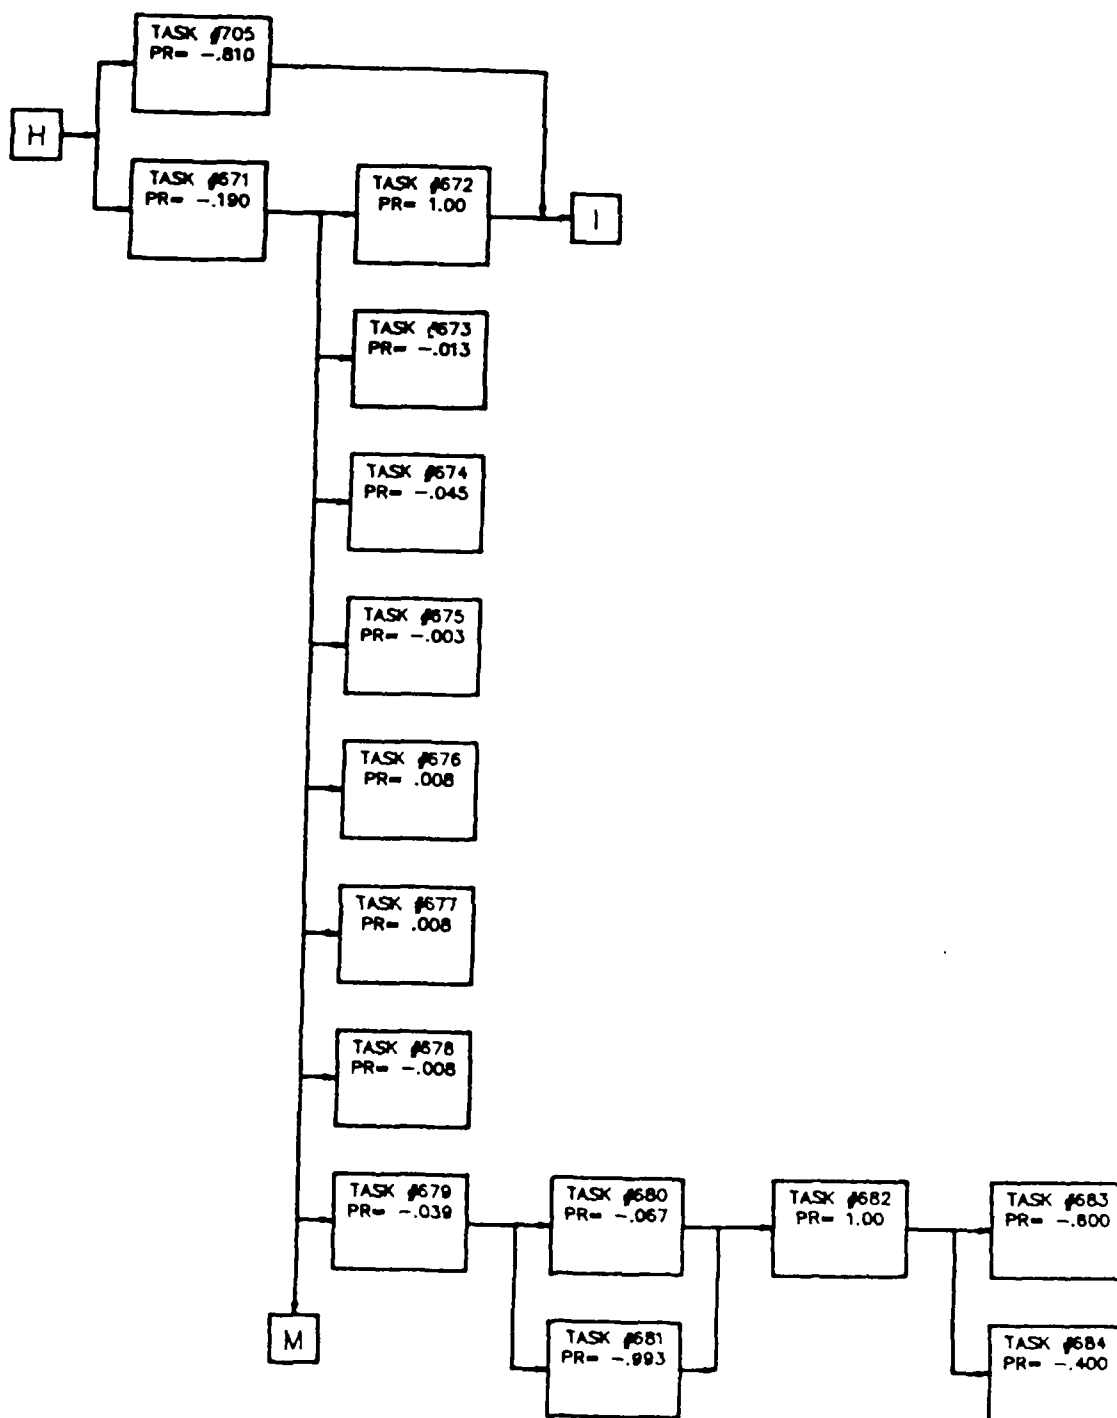 TASK #705
PR= -.810
H
TASK #671
PR= -.190
TASK #672
PR= 1.00
I
TASK #673
PR= -.013
TASK #674
PR= -.045
TASK #675
PR= -.003
TASK #676
PR= .008
TASK #677
PR= .008
TASK #678
PR= -.008
TASK #679
PR= -.039
TASK #680
PR= -.067
TASK #682
PR= 1.00
TASK #683
PR= -.600
M
TASK #681
PR= -.993
TASK #684
PR= -.400